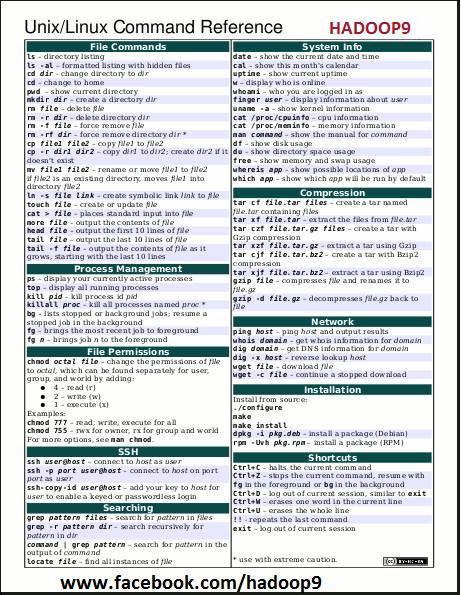 Unix/Linux Command Reference
HADOOP9
File Commands
ls – directory listing
ls -al – formatted listing with hidden files
cd dir - change directory to dir
cd – change to home
pwd – show current directory
mkdir dir – create a directory dir
rm file – delete file
rm -r dir – delete directory dir
rm -f file – force remove file
rm -rf dir – force remove directory dir *
cp file1 file2 – copy file1 to file2
cp -r dir1 dir2 – copy dir1 to dir2; create dir2 if it
doesn't exist
mv file1 file2 – rename or move file1 to file2
if file2 is an existing directory, moves file1 into
directory file2
ln -s file link – create symbolic link link to file
touch file – create or update file
cat > file – places standard input into file
more file – output the contents of file
head file – output the first 10 lines of file
tail file – output the last 10 lines of file
tail -f file – output the contents of file as it
grows, starting with the last 10 lines
Process Management
ps – display your currently active processes
top – display all running processes
kill pid – kill process id pid
killall proc – kill all processes named proc *
bg – lists stopped or background jobs; resume a
stopped job in the background
fg – brings the most recent job to foreground
fg n – brings job n to the foreground
File Permissions
chmod octal file – change the permissions of file
to octal, which can be found separately for user,
group, and world by adding:
● 4 – read (r)
● 2 – write (w)
● 1 – execute (x)
Examples:
chmod 777 – read, write, execute for all
chmod 755 – rwx for owner, rx for group and world
For more options, see man chmod.
SSH
ssh user@host – connect to host as user
ssh -p port user@host – connect to host on port
port as user
ssh-copy-id user@host – add your key to host for
user to enable a keyed or passwordless login
Searching
grep pattern files – search for pattern in files
grep -r pattern dir – search recursively for
pattern in dir
command | grep pattern – search for pattern in the
output of command
locate file – find all instances of file
System Info
date – show the current date and time
cal – show this month's calendar
uptime – show current uptime
w – display who is online
whoami – who you are logged in as
finger user – display information about user
uname -a – show kernel information
cat /proc/cpuinfo – cpu information
cat /proc/meminfo – memory information
man command – show the manual for command
df – show disk usage
du – show directory space usage
free – show memory and swap usage
whereis app – show possible locations of app
which app – show which app will be run by default
Compression
tar cf file.tar files – create a tar named
file.tar containing files
tar xf file.tar – extract the files from file.tar
tar czf file.tar.gz files – create a tar with
Gzip compression
tar xzf file.tar.gz – extract a tar using Gzip
tar cjf file.tar.bz2 – create a tar with Bzip2
compression
tar xjf file.tar.bz2 – extract a tar using Bzip2
gzip file – compresses file and renames it to
file.gz
gzip -d file.gz – decompresses file.gz back to
file
Network
ping host – ping host and output results
whois domain – get whois information for domain
dig domain – get DNS information for domain
dig -x host – reverse lookup host
wget file – download file
wget -c file – continue a stopped download
Installation
Install from source:
./configure
make
make install
dpkg -i pkg.deb – install a package (Debian)
rpm -Uvh pkg.rpm – install a package (RPM)
Shortcuts
Ctrl+C – halts the current command
Ctrl+Z – stops the current command, resume with
fg in the foreground or bg in the background
Ctrl+D – log out of current session, similar to exit
Ctrl+W – erases one word in the current line
Ctrl+U – erases the whole line
!! - repeats the last command
exit – log out of current session
* use with extreme caution.
www.facebook.com/hadoop9